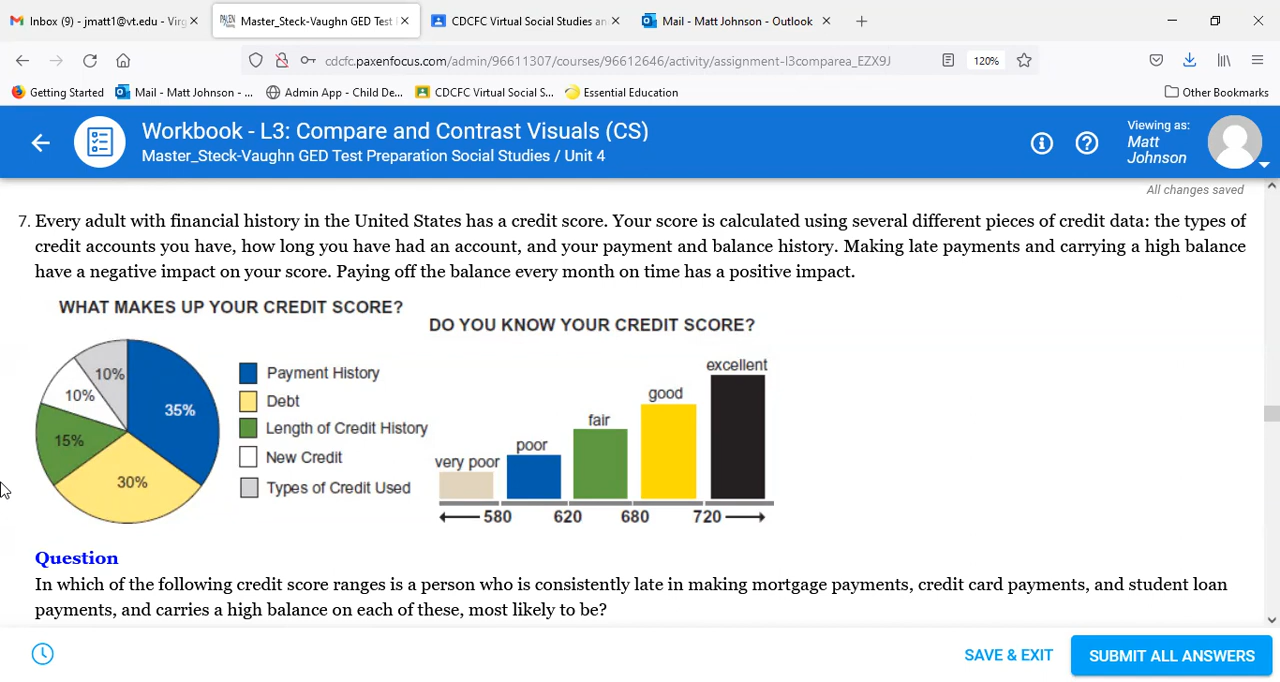 Inbox (9) - jmatt1@vt.edu - Virg
Master_Steck-Vaughn GED Test
CDCFC Virtual Social Studies an
Mail - Matt Johnson - Outlook
cdcfc.paxenfocus.com/admin/96611307/courses/96612646/activity/assignment-l3comparea_EZX9J
120%
Getting Started
Mail - Matt Johnson - ...
Admin App - Child De...
CDCFC Virtual Social S...
Essential Education
Other Bookmarks
Workbook - L3: Compare and Contrast Visuals (CS)
Master_Steck-Vaughn GED Test Preparation Social Studies / Unit 4
Viewing as:
Matt
Johnson
All changes saved
7. Every adult with financial history in the United States has a credit score. Your score is calculated using several different pieces of credit data: the types of
credit accounts you have, how long you have had an account, and your payment and balance history. Making late payments and carrying a high balance
have a negative impact on your score. Paying off the balance every month on time has a positive impact.
WHAT MAKES UP YOUR CREDIT SCORE?
10%
10%
35%
15%
30%
Payment History
Debt
Length of Credit History
New Credit
Types of Credit Used
DO YOU KNOW YOUR CREDIT SCORE?
very poor
poor
fair
good
excellent
580
620
680
720
Question
In which of the following credit score ranges is a person who is consistently late in making mortgage payments, credit card payments, and student loan
payments, and carries a high balance on each of these, most likely to be?
SAVE & EXIT
SUBMIT ALL ANSWERS